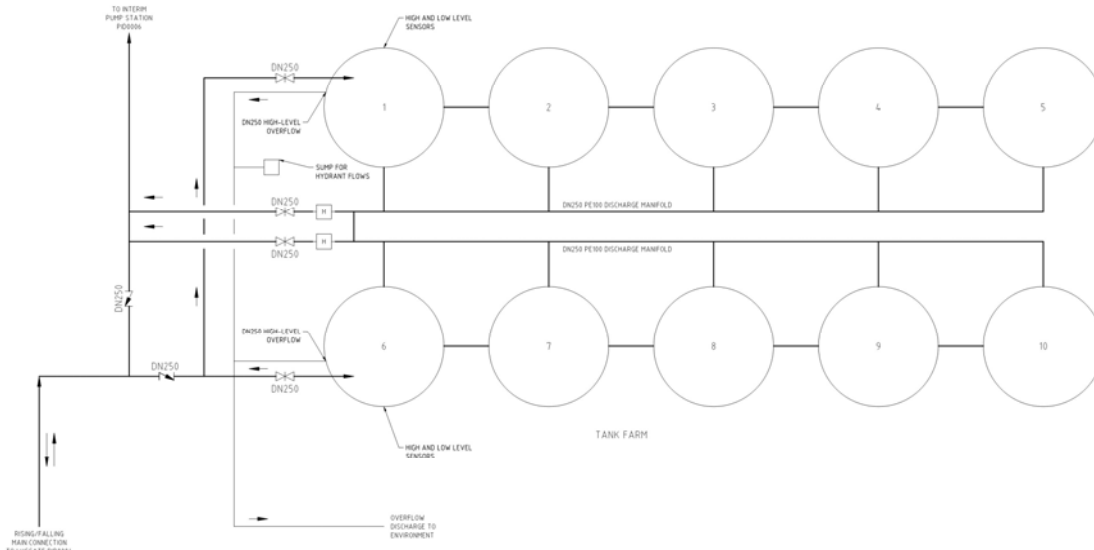 TO INTERIM
PUMP STATION
PID0006
HIGH AND LOW LEVEL
SENSORS
DN250
1
2
3
4
5
DN250 HIGH-LEVEL
OVERFLOW
SUMP FOR
HYDRANT FLOWS
M
DN250
DN250 PE100 DISCHARGE MANIFOLD
M
DN250
DN250 PE100 DISCHARGE MANIFOLD
DN250
DN250 HIGH-LEVEL
OVERFLOW
6
7
8
9
10
DN250
DN250
HIGH AND LOW LEVEL
SENSORS
TANK FARM
OVERFLOW
DISCHARGE TO
ENVIRONMENT
RISING/FALLING
MAIN CONNECTION